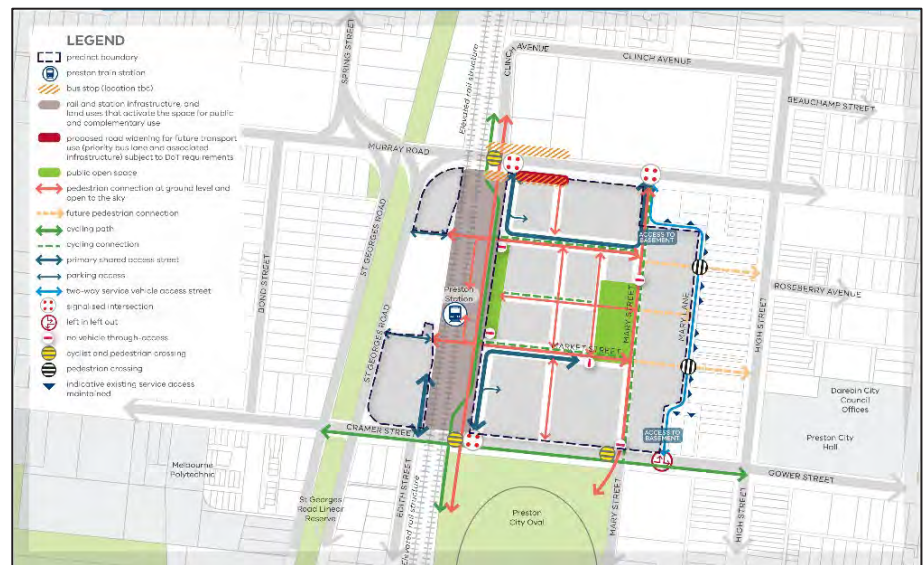 LEGEND
precinct boundary
preston train station
bus stop (location tbc)
rail and station infrastructure, and
land uses that activate the space for public
and complementary use
proposed road widening for future transport
use (priority bus lane and associated
infrastructure) subject to DoT requirements
public open space
pedestrian connection at ground level and
open to the sky
future pedestrian connection
cycling path
cycling connection
primary shared access street
parking access
two-way service vehicle access street
signalised intersection
left in left out
no vehicle through-access
cyclist and pedestrian crossing
pedestrian crossing
indicative existing service access
maintained
SPRING STREET
Elevated rail structure
CLINCH AVENUE
CLINCH AVENUE
BEAUCHAMP STREET
MURRAY ROAD
ST GEORGES ROAD
BOND STREET
ST GEORGES ROAD
Preston
Station
ACCESS TO
BASEMENT
MARY STREET
MARY LANE
ROSEBERRY AVENUE
HIGH STREET
MARKET STREET
Darebin City
Council
Offices
Preston City
Hall
CRAMER STREET
ACCESS TO
BASEMENT
GOWER STREET
Melbourne
Polytechnic
St Georges
Road Linear
Reserve
EDITH STREET
Elevated rail structure
Preston
City Oval
MARY STREET
HIGH STREET